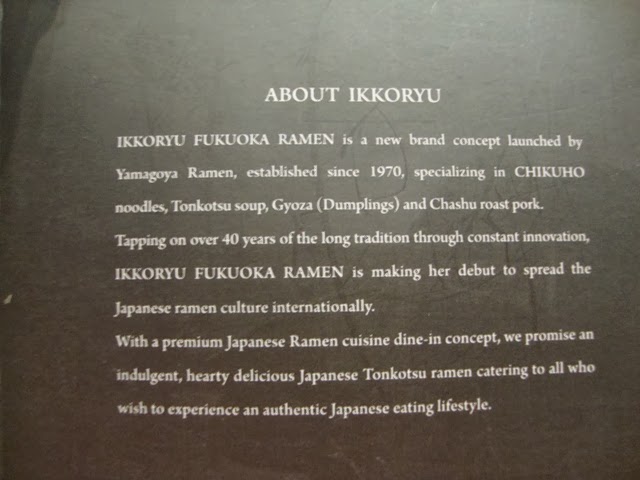 ABOUT IKKORYU
IKKORYU FUKUOKA RAMEN is a new brand concept launched by
Yamagoya Ramen, established since 1970, specializing in CHIKUHO
noodles, Tonkotsu soup, Gyoza (Dumplings) and Chashu roast pork.
Tapping on over 40 years of the long tradition through constant innovation,
IKKORYU FUKUOKA RAMEN is making her debut to spread the
Japanese ramen culture internationally.
With a premium Japanese Ramen cuisine dine-in concept, we promise an
indulgent, hearty delicious Japanese Tonkotsu ramen catering to all who
wish to experience an authentic Japanese eating lifestyle.